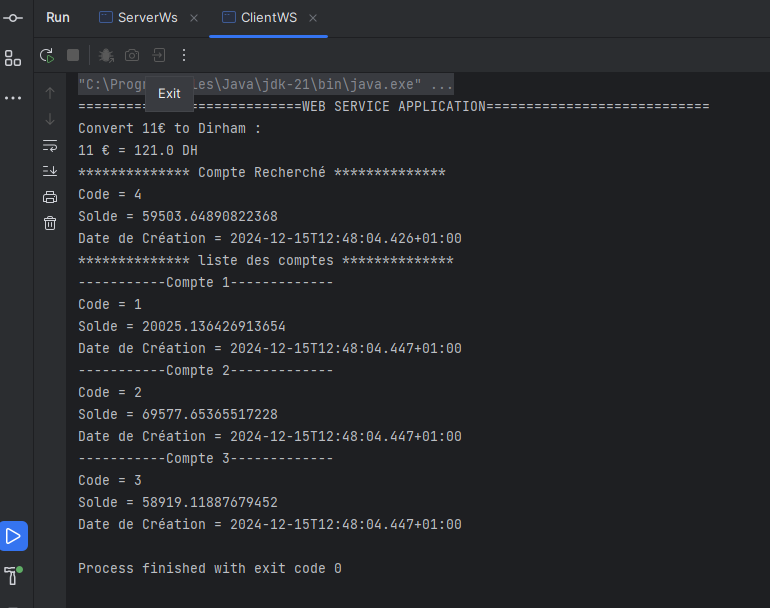 Run ServerWs ClientWS
"C:\Progr les\Java\jdk-21\bin\java.exe" ...
Exit
============================WEB SERVICE APPLICATION============================
Convert 11€ to Dirham :
11 € = 121.0 DH
************** Compte Recherché **************
Code = 4
Solde = 59503.64890822368
Date de Création = 2024-12-15T12:48:04.426+01:00
************** liste des comptes **************
-----------Compte 1-------------
Code = 1
Solde = 20025.136426913654
Date de Création = 2024-12-15T12:48:04.447+01:00
-----------Compte 2-------------
Code = 2
Solde = 69577.65365517228
Date de Création = 2024-12-15T12:48:04.447+01:00
-----------Compte 3-------------
Code = 3
Solde = 58919.11887679452
Date de Création = 2024-12-15T12:48:04.447+01:00
Process finished with exit code 0